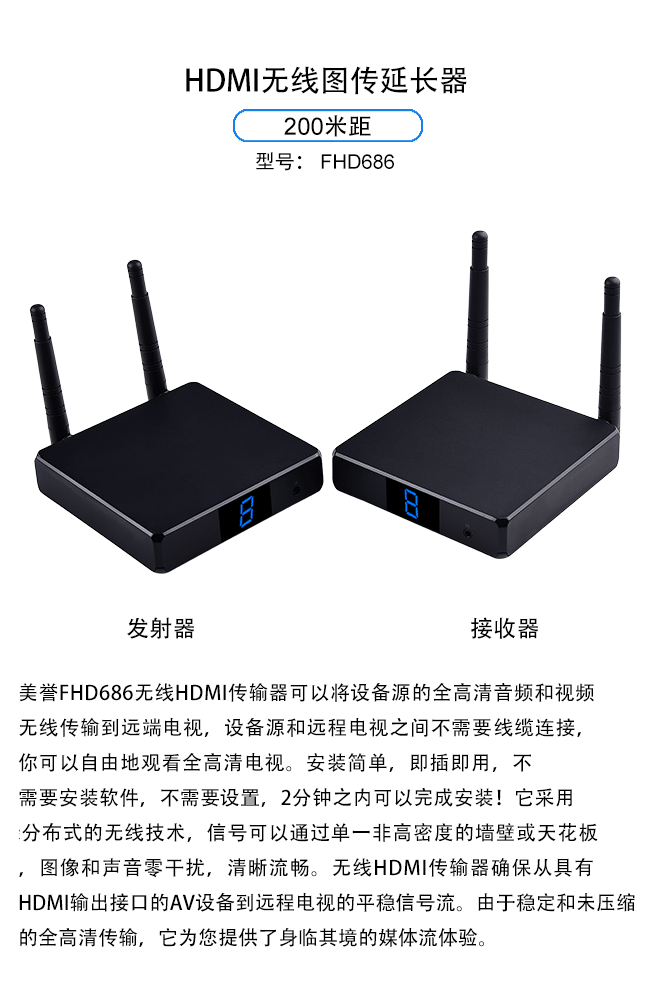 HDMI无线图传延长器
200米距
型号： FHD686
8
8
发射器
接收器
美誉FHD686无线HDMI传输器可以将设备源的全高清音频和视频
无线传输到远端电视，设备源和远程电视之间不需要线缆连接，
你可以自由地观看全高清电视。安装简单，即插即用，不
需要安装软件，不需要设置，2分钟之内可以完成安装！它采用
分布式的无线技术，信号可以通过单一非高密度的墙壁或天花板
，图像和声音零干扰，清晰流畅。无线HDMI传输器确保从具有
HDMI输出接口的AV设备到远程电视的平稳信号流。由于稳定和未压缩
的全高清传输，它为您提供了身临其境的媒体流体验。